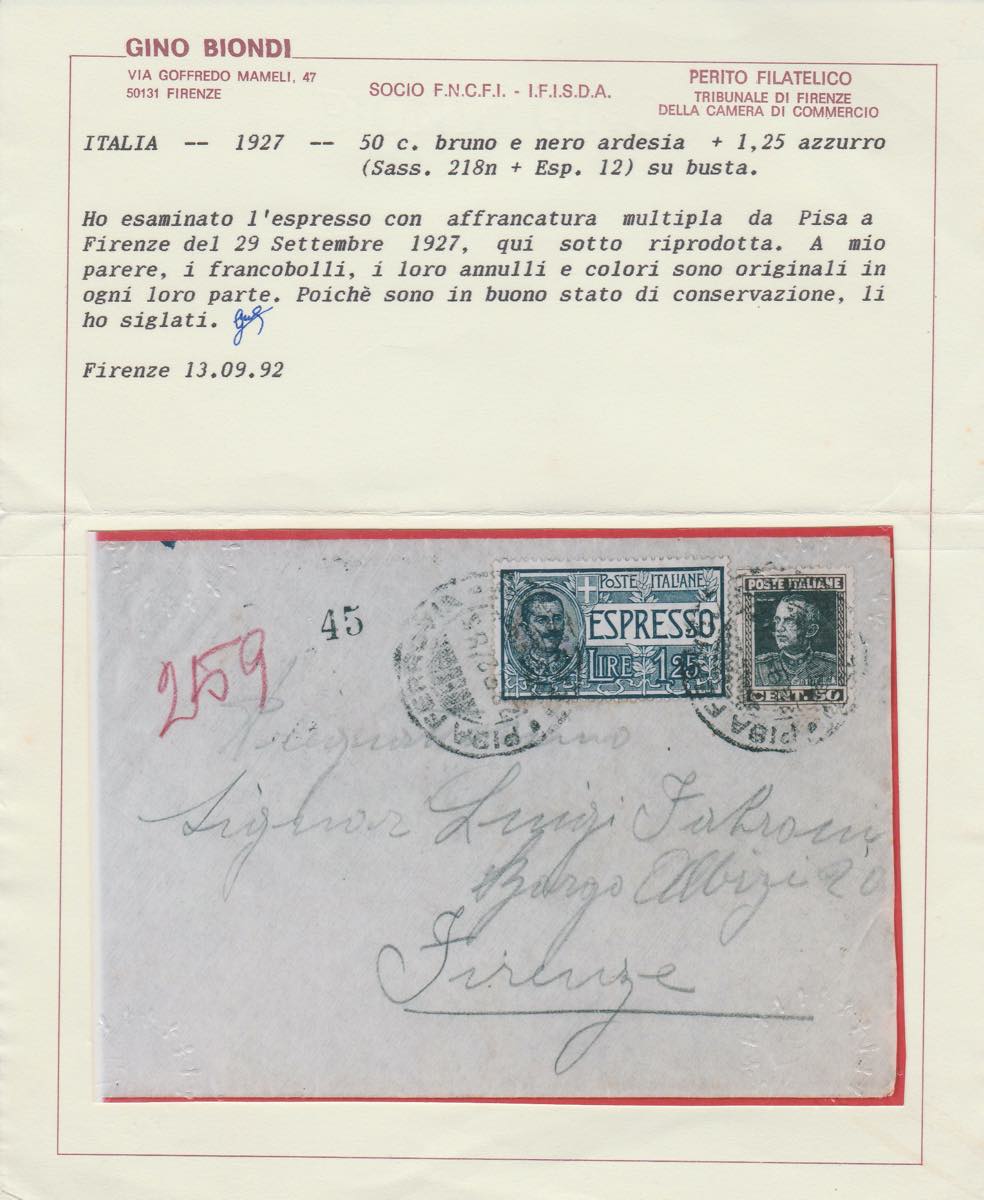 GINO BIONDI
VIA GOFFREDO MAMELI, 47
50131 FIRENZE
SOCIO F.N.C.F.I. - I.F.I.S.D.A.
PERITO FILATELICO
TRIBUNALE DI FIRENZE
DELLA CAMERA DI COMMERCIO
ITALIA -- 1927 -- 50 c. bruno e nero ardesia + 1,25 azzurro
(Sass. 218n + Esp. 12) su busta.
Ho esaminato l'espresso con affrancatura multipla da Pisa a
Firenze del 29 Settembre 1927, qui sotto riprodotta. A mio
parere, i francobolli, i loro annulli e colori sono originali in
ogni loro parte. Poichè sono in buono stato di conservazione, li
ho siglati.
Firenze 13.09.92
45
2159
POSTE ITALIANE
ESPRESSO
LIRE 1,25
POSTE ITALIANE
CENT. 50
PISA FERROVIA
PISA
Signor Luigi
Borgo Albizi 20
Firenze